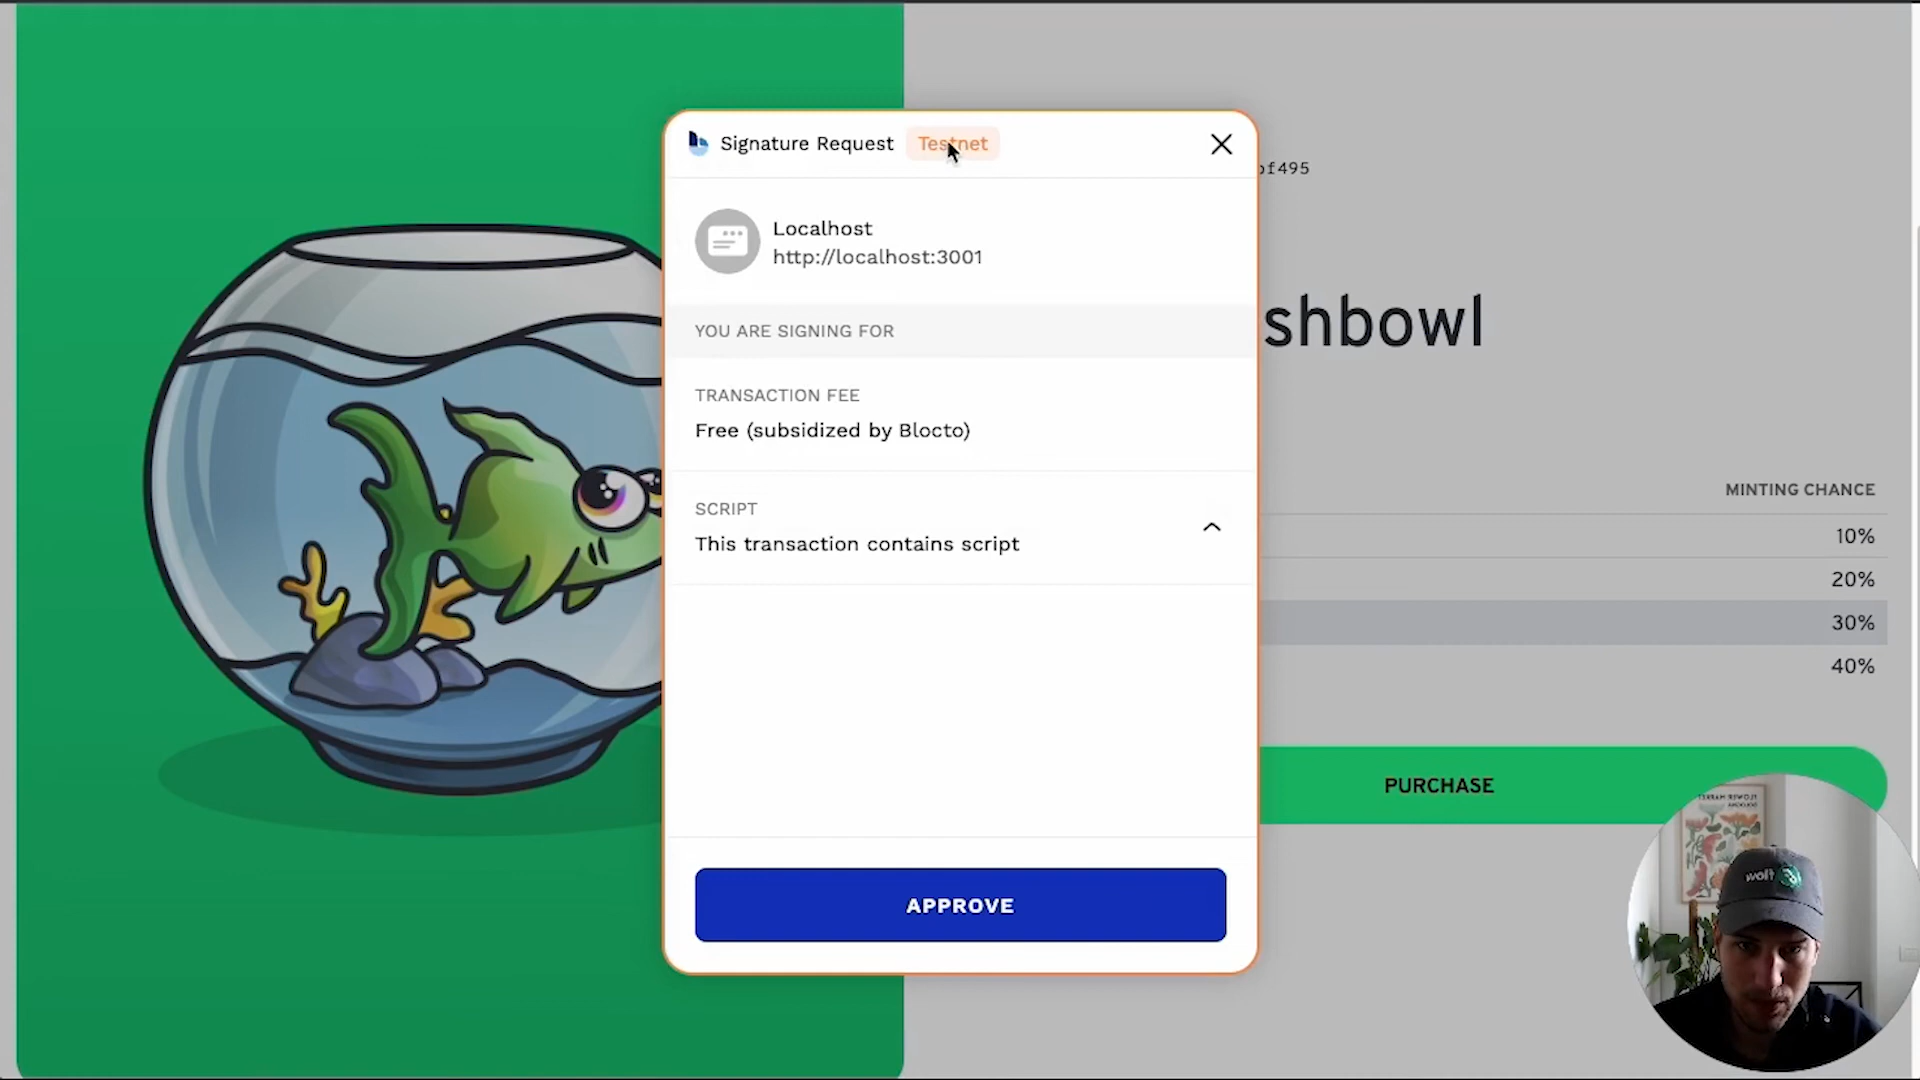 Signature Request Testnet
of495
Localhost
http://localhost:3001
shbowl
YOU ARE SIGNING FOR
TRANSACTION FEE
Free (subsidized by Blocto)
MINTING CHANCE
SCRIPT
This transaction contains script
10%
20%
30%
40%
PURCHASE
APPROVE